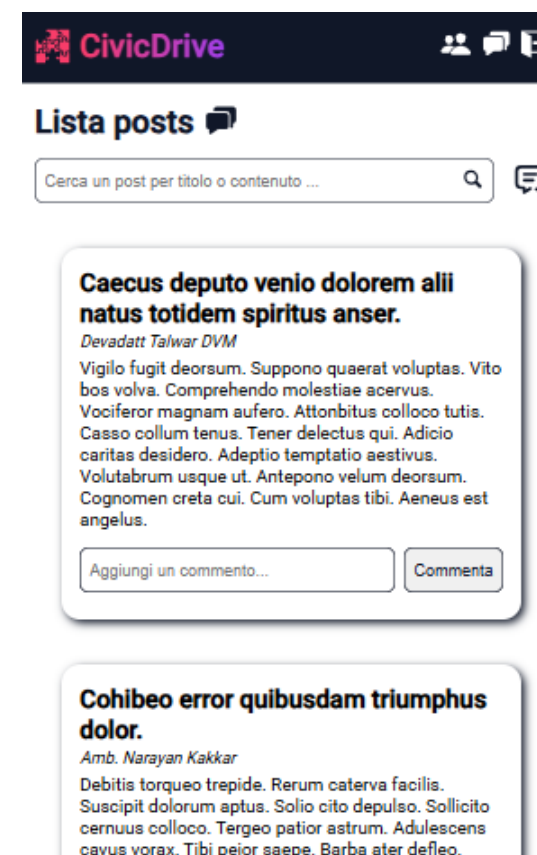 CivicDrive
Lista posts
Cerca un post per titolo o contenuto ...
Caecus deputo venio dolorem alii
natus totidem spiritus anser.
Devadatt Talwar DVM
Vigilo fugit deorsum. Suppono quaerat voluptas. Vito
bos volva. Comprehendo molestiae acervus.
Vociferor magnam aufero. Attonbitus colloco tutis.
Casso collum tenus. Tener delectus qui. Adicio
caritas desidero. Adeptio temptatio aestivus.
Volutabrum usque ut. Antepono velum deorsum.
Cognomen creta cui. Cum voluptas tibi. Aeneus est
angelus.
Aggiungi un commento...
Commenta
Cohibeo error quibusdam triumphus
dolor.
Amb. Narayan Kakkar
Debitis torqueo trepide. Rerum caterva facilis.
Suscipit dolorum aptus. Solio cito depulso. Sollicito
cernuus colloco. Tergeo patior astrum. Adulescens
cavus vorax. Tibi peior saepe. Barba ater defleo.